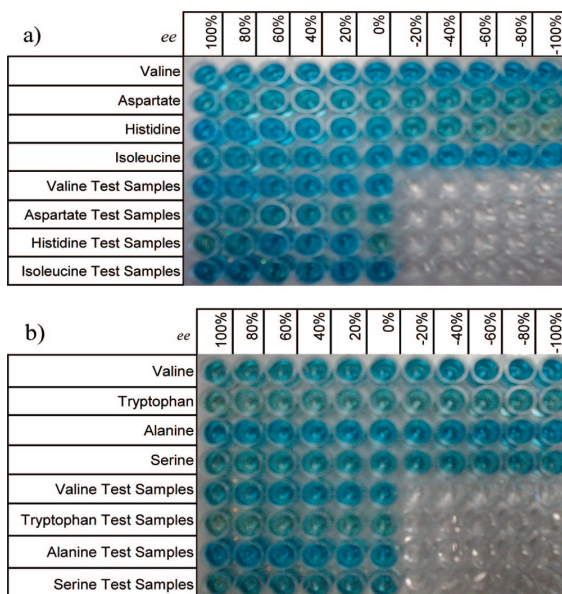 a)
ee 100% 80% 60% 40% 20% 0% -20% -40% -60% -80% -100%
Valine
Aspartate
Histidine
Isoleucine
Valine Test Samples
Aspartate Test Samples
Histidine Test Samples
Isoleucine Test Samples
b)
ee 100% 80% 60% 40% 20% 0% -20% -40% -60% -80% -100%
Valine
Tryptophan
Alanine
Serine
Valine Test Samples
Tryptophan Test Samples
Alanine Test Samples
Serine Test Samples